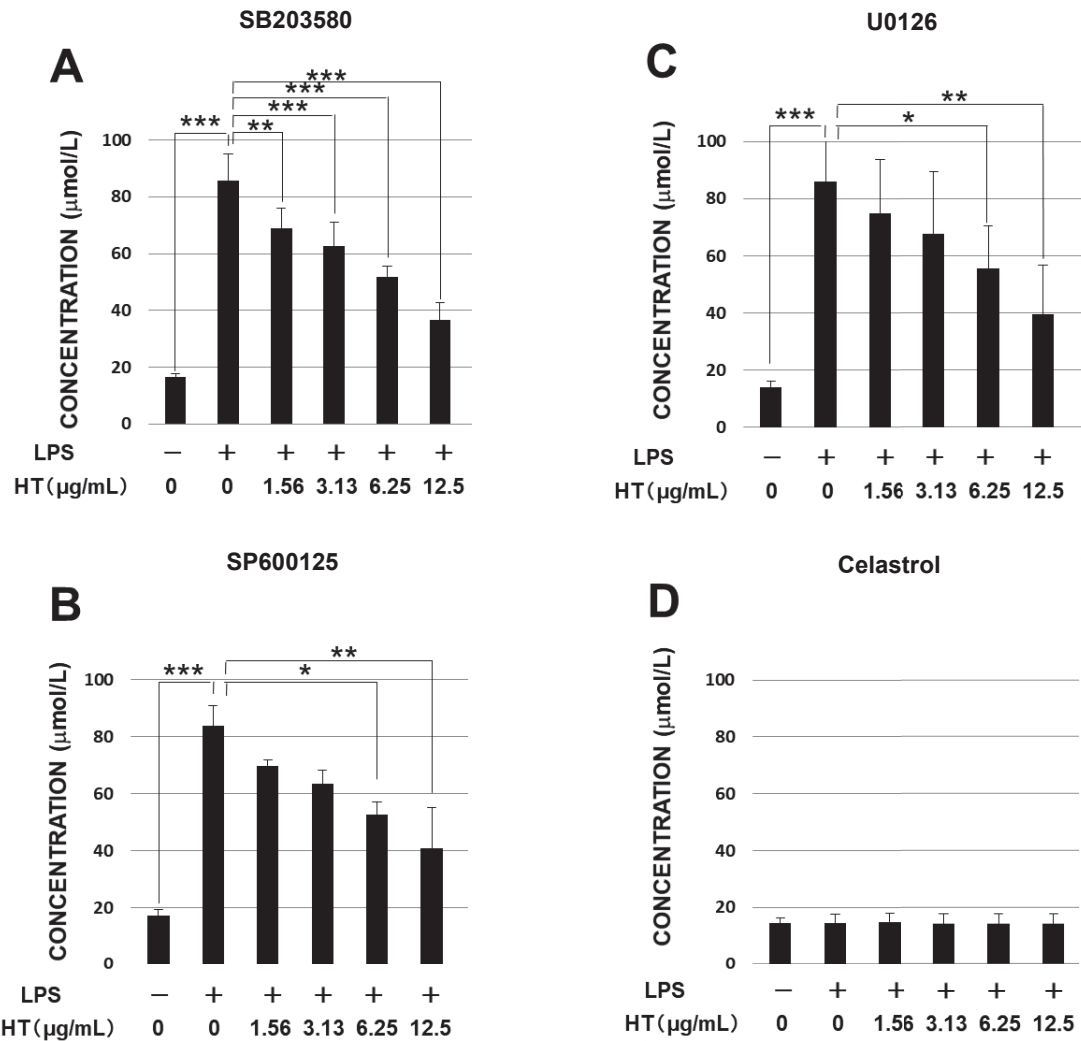 SB203580
A
CONCENTRATION (μmol/L)
***
***
***
***
**
100
80
60
40
20
0
LPS − + + + + +
HT(μg/mL) 0 0 1.56 3.13 6.25 12.5
U0126
C
CONCENTRATION (μmol/L)
**
***
*
100
80
60
40
20
0
LPS − + + + + +
HT(μg/mL) 0 0 1.56 3.13 6.25 12.5
SP600125
B
CONCENTRATION (μmol/L)
**
***
*
100
80
60
40
20
0
LPS − + + + + +
HT(μg/mL) 0 0 1.56 3.13 6.25 12.5
Celastrol
D
CONCENTRATION (μmol/L)
100
80
60
40
20
0
LPS − + + + + +
HT(μg/mL) 0 0 1.56 3.13 6.25 12.5